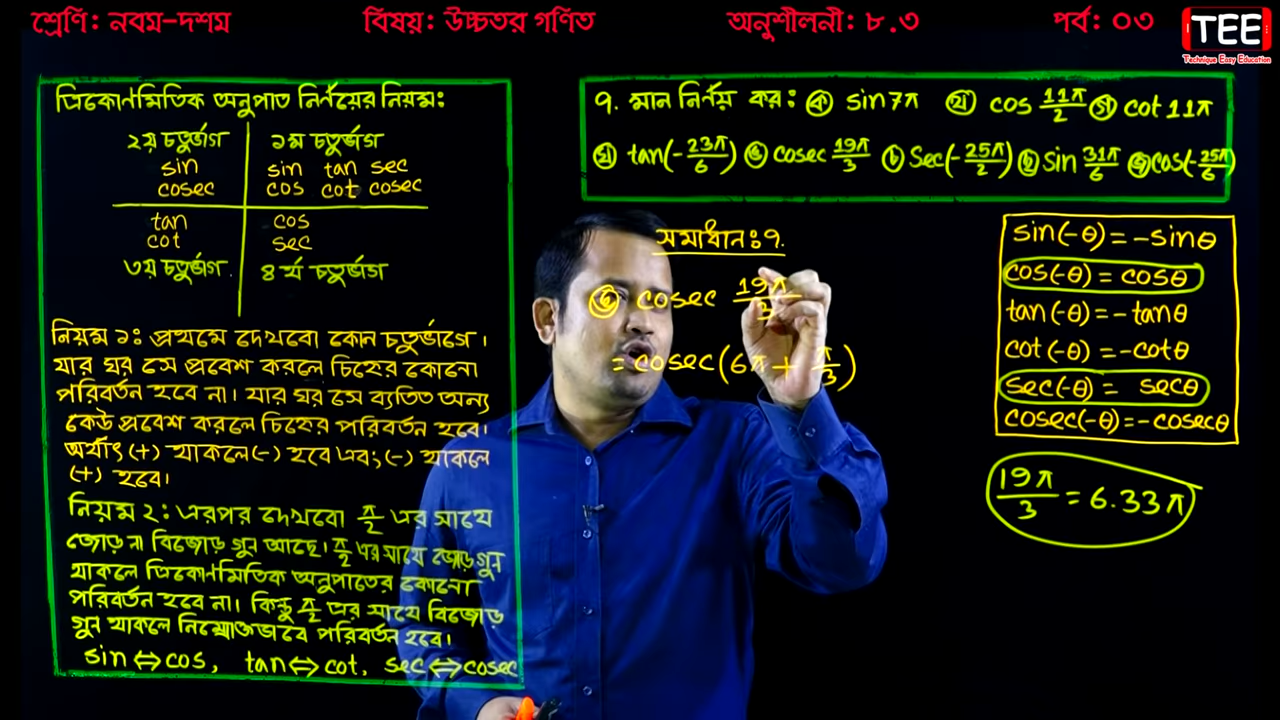 শ্রেণি: নবম-দশম বিষয়: উচ্চতর গণিত অনুশীলনী: ৮.৩ পর্ব: ০৩
TEE
Technique Easy Education
ত্রিকোণমিতিক অনুপাত নির্ণয়ের নিয়ম:
২য় চতুর্ভাগ ১ম চতুর্ভাগ
sin sin tan sec
cosec cos cot cosec
tan cos
cot sec
৩য় চতুর্ভাগ. ৪র্থ চতুর্ভাগ
নিয়ম ১: প্রথমে দেখবো কোন চতুর্ভাগে।
যার ঘর সে প্রবেশ করলে চিহ্নের কোনো
পরিবর্তন হবে না। যার ঘর সে ব্যতিত অন্য
কেউ প্রবেশ করলে চিহ্নের পরিবর্তন হবে।
অর্থাৎ (+) থাকলে (-) হবে এবং (-) থাকলে
(+) হবে।
নিয়ম ২: এরপর দেখবো π/2 এর সাথে
জোড় না বিজোড় গুন আছে। π/2 এর সাথে জোড় গুন
থাকলে ত্রিকোণমিতিক অনুপাতের কোনো
পরিবর্তন হবে না। কিন্তু π/2 এর সাথে বিজোড়
গুন থাকলে নিম্মোক্তভাবে পরিবর্তন হবে।
sin⇔cos, tan⇔cot, sec⇔cosec
৭. মান নির্ণয় কর: ক sin7π খ cos 11π/2 গ cot 11π
ঘ tan(-23π/6) ঙ cosec 19π/3 চ Sec(-25π/2) ছ sin 31π/6 জ cos(-25π/6)
সমাধান: ৭.
ঙ cosec 19π/3
= cosec(6π + π/3)
sin(-θ)=-sinθ
cos(-θ)=cosθ
tan(-θ)=-tanθ
cot(-θ)=-cotθ
sec(-θ)= secθ
cosec(-θ)=-cosecθ
19π/3 = 6.33π